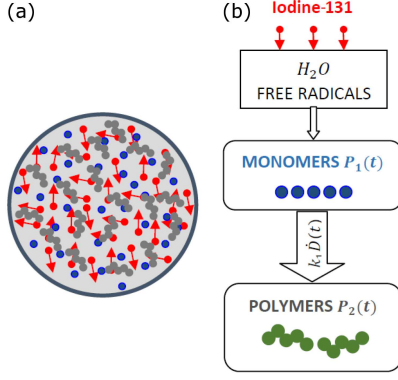 (a)
(b)
Iodine-131
H₂O
FREE RADICALS
MONOMERS P₁(t)
k₁Ḋ(t)
POLYMERS P₂(t)